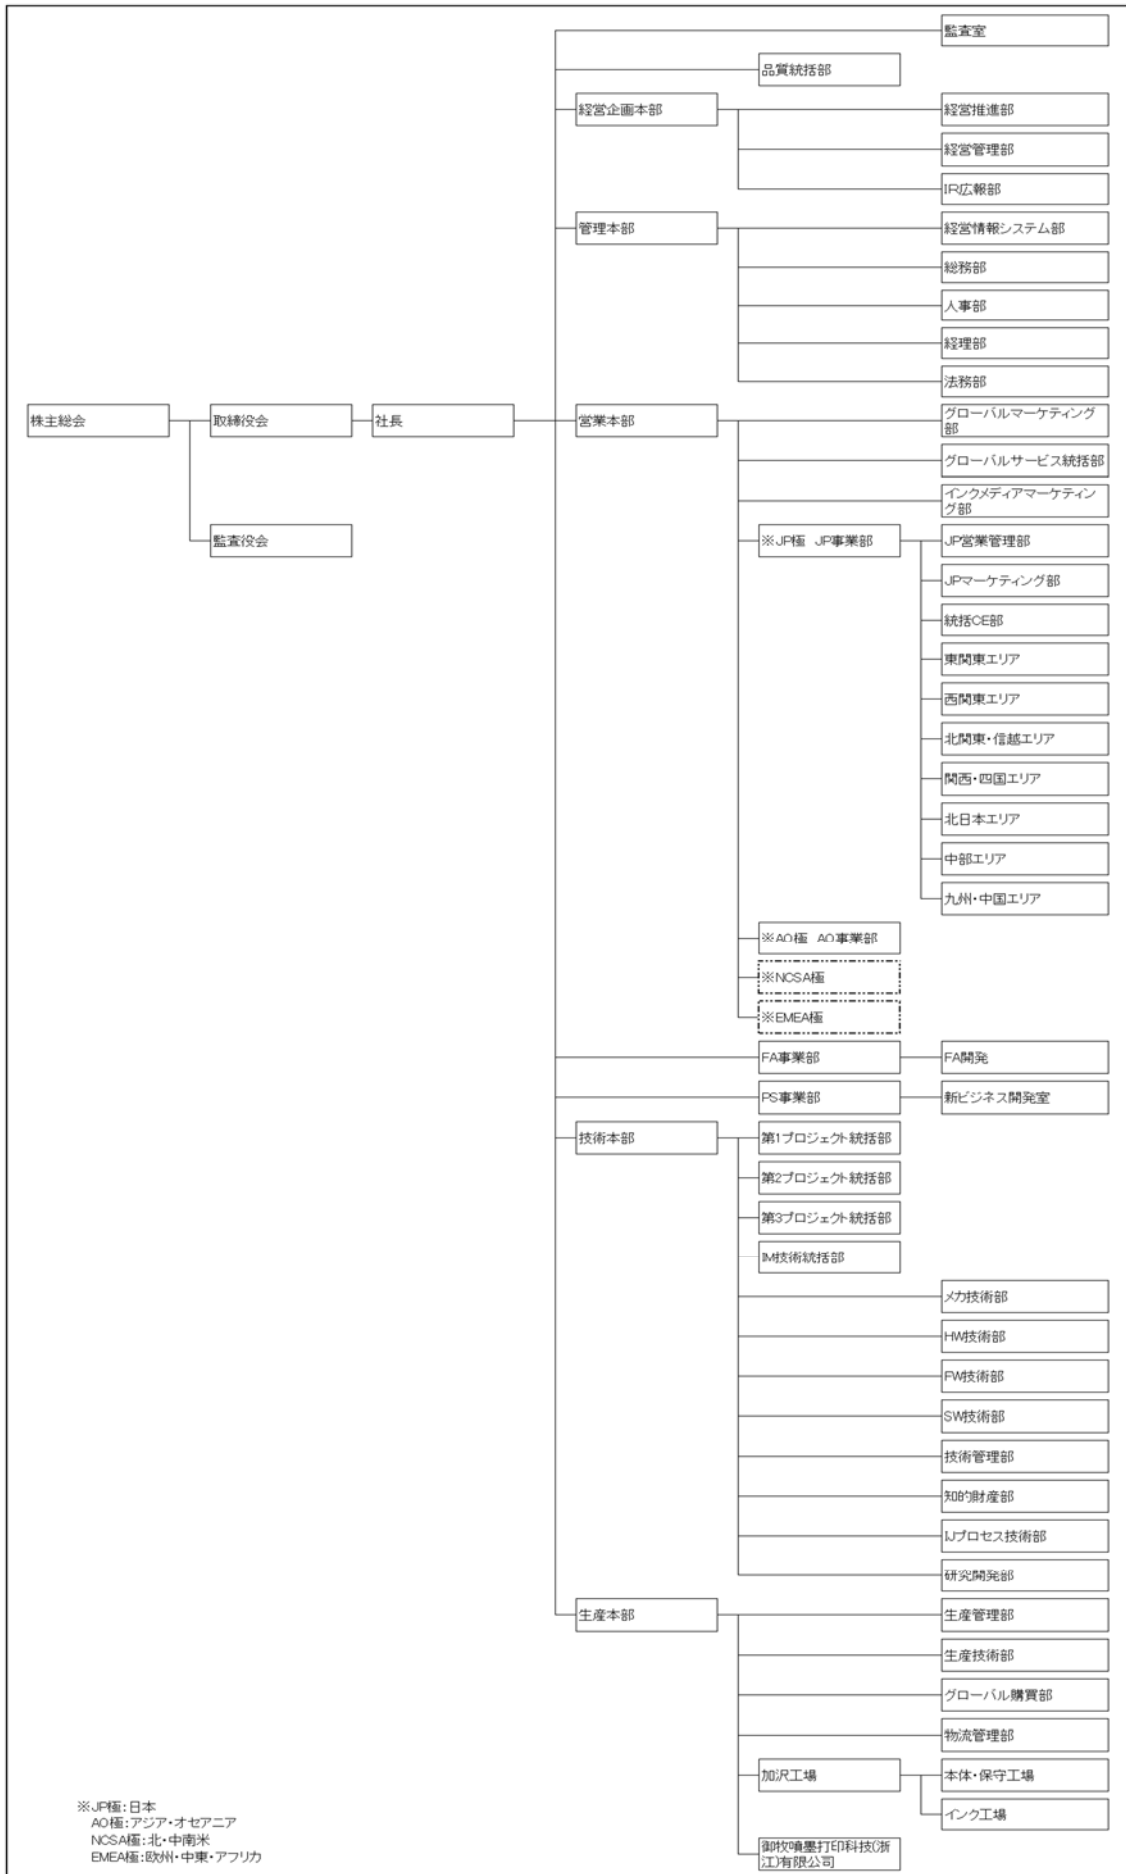 監査室
品質統括部
経営企画本部
経営推進部
経営管理部
IR広報部
管理本部
経営情報システム部
総務部
人事部
経理部
法務部
株主総会
取締役会
社長
営業本部
グローバルマーケティング
部
グローバルサービス統括部
インクメディアマーケティン
グ部
監査役会
※JP極 JP事業部
JP営業管理部
JPマーケティング部
統括CE部
東関東エリア
西関東エリア
北関東・信越エリア
関西・四国エリア
北日本エリア
中部エリア
九州・中国エリア
※AO極 AO事業部
※NCSA極
※EMEA極
FA事業部
FA開発
PS事業部
新ビジネス開発室
技術本部
第1プロジェクト統括部
第2プロジェクト統括部
第3プロジェクト統括部
IM技術統括部
メカ技術部
HW技術部
FW技術部
SW技術部
技術管理部
知的財産部
IJプロセス技術部
研究開発部
生産本部
生産管理部
生産技術部
グローバル購買部
物流管理部
加沢工場
本体・保守工場
インク工場
御牧噴墨打印科技(浙
江)有限公司
※JP極：日本
AO極：アジア・オセアニア
NCSA極：北・中南米
EMEA極：欧州・中東・アフリカ